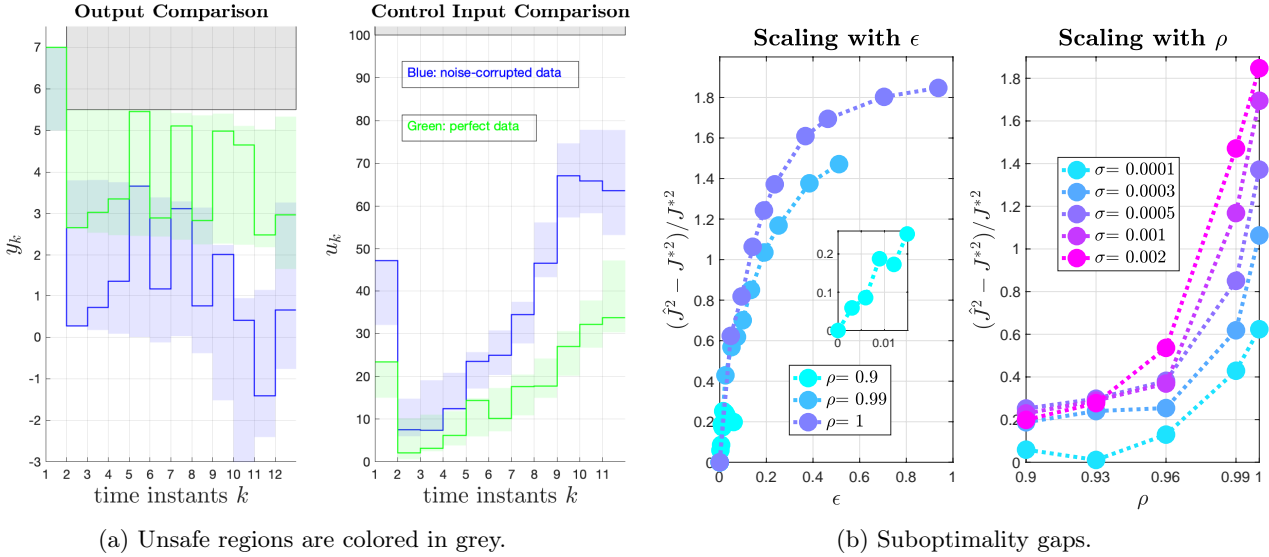 Output Comparison
7
6
5
4
3
2
1
0
-1
-2
-3
1 2 3 4 5 6 7 8 9 10 11 12
y_k
time instants k
Control Input Comparison
100
90
80
70
60
50
40
30
20
10
0
1 2 3 4 5 6 7 8 9 10 11
u_k
time instants k
Blue: noise-corrupted data
Green: perfect data
(a) Unsafe regions are colored in grey.
Scaling with ϵ
1.8
1.6
1.4
1.2
1
0.8
0.6
0.4
0.2
0
0 0.2 0.4 0.6 0.8 1
(Ĵ² − J*²)/J*²
ϵ
0.2
0.1
0
0 0.01
ρ= 0.9
ρ= 0.99
ρ= 1
Scaling with ρ
1.8
1.6
1.4
1.2
1
0.8
0.6
0.4
0.2
0
0.9 0.93 0.96 0.99 1
(Ĵ² − J*²)/J*²
ρ
σ= 0.0001
σ= 0.0003
σ= 0.0005
σ= 0.001
σ= 0.002
(b) Suboptimality gaps.